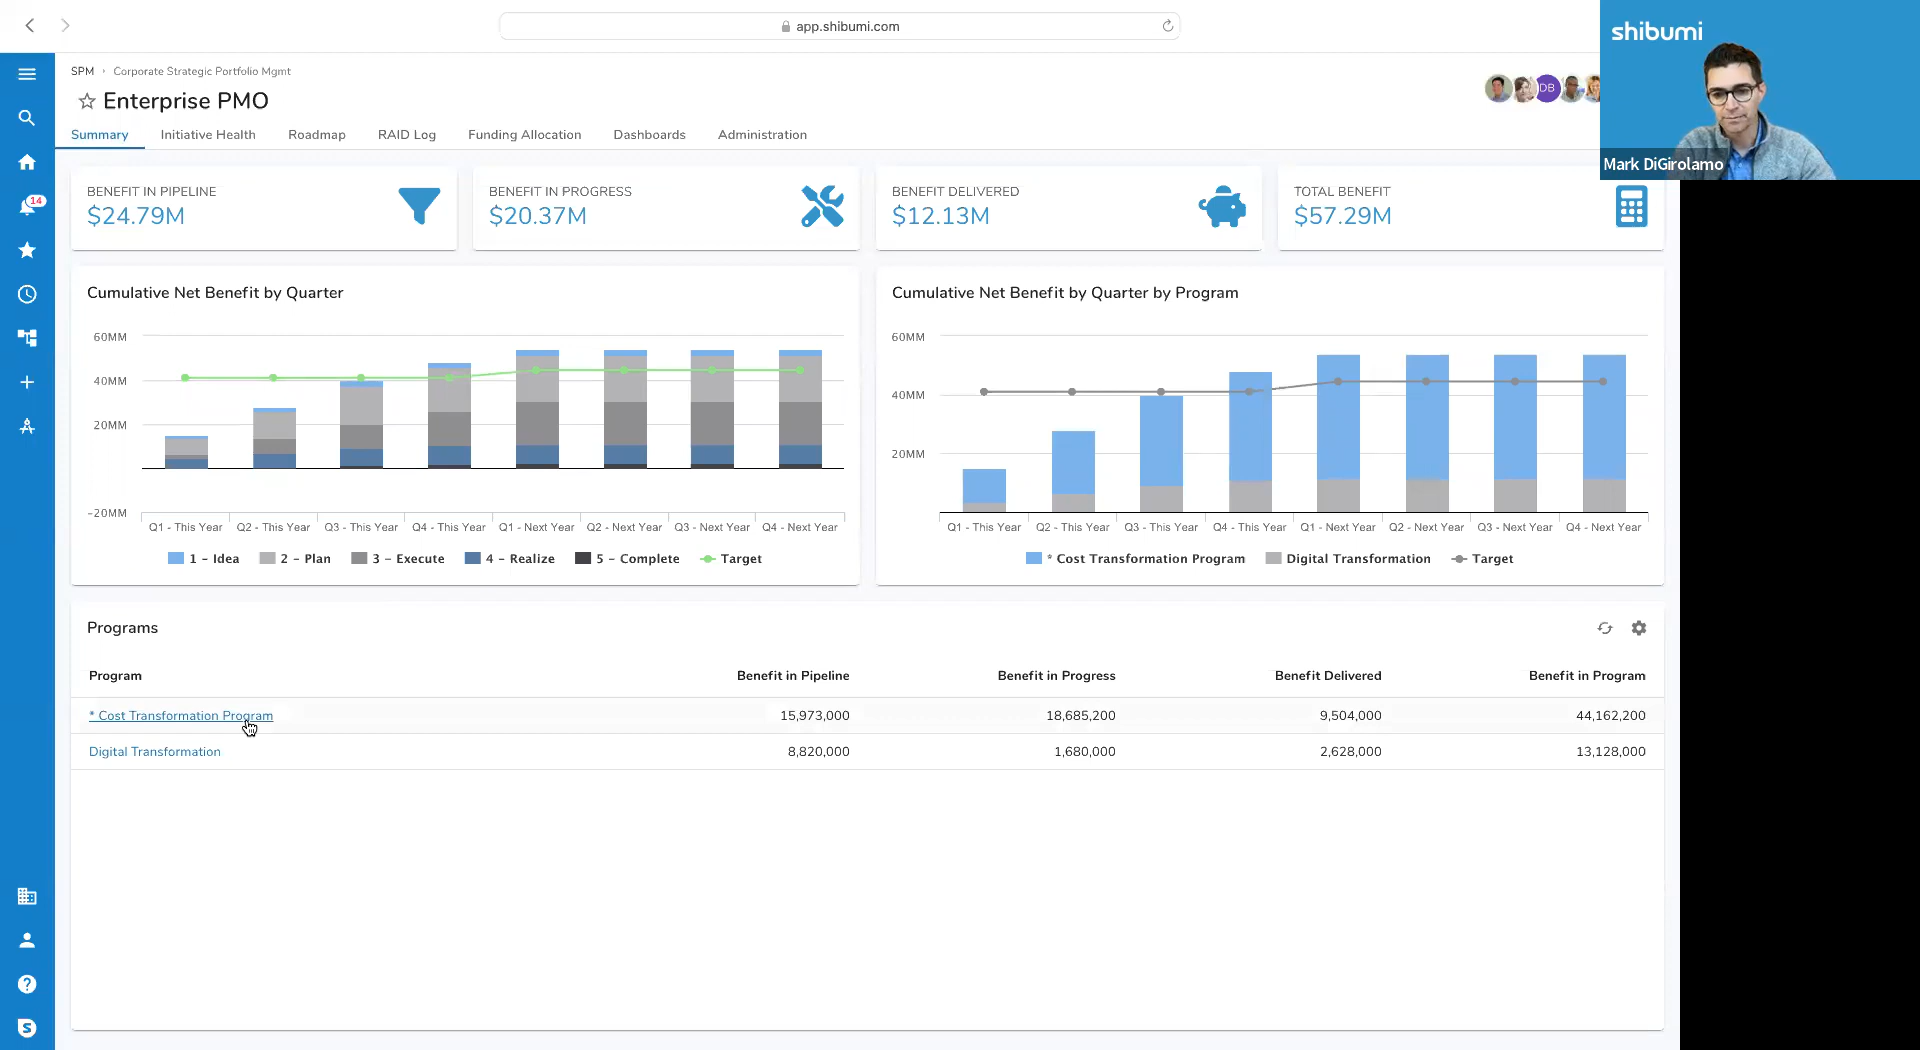 app.shibumi.com
shibumi
Mark DiGirolamo
SPM › Corporate Strategic Portfolio Mgmt
Enterprise PMO
DB
Summary Initiative Health Roadmap RAID Log Funding Allocation Dashboards Administration
14
BENEFIT IN PIPELINE
$24.79M
BENEFIT IN PROGRESS
$20.37M
BENEFIT DELIVERED
$12.13M
TOTAL BENEFIT
$57.29M
Cumulative Net Benefit by Quarter
60MM
40MM
20MM
-20MM
Q1 - This Year Q2 - This Year Q3 - This Year Q4 - This Year Q1 - Next Year Q2 - Next Year Q3 - Next Year Q4 - Next Year
1 - Idea 2 - Plan 3 - Execute 4 - Realize 5 - Complete Target
Cumulative Net Benefit by Quarter by Program
60MM
40MM
20MM
Q1 - This Year Q2 - This Year Q3 - This Year Q4 - This Year Q1 - Next Year Q2 - Next Year Q3 - Next Year Q4 - Next Year
* Cost Transformation Program Digital Transformation Target
Programs
Program Benefit in Pipeline Benefit in Progress Benefit Delivered Benefit in Program
* Cost Transformation Program 15,973,000 18,685,200 9,504,000 44,162,200
Digital Transformation 8,820,000 1,680,000 2,628,000 13,128,000